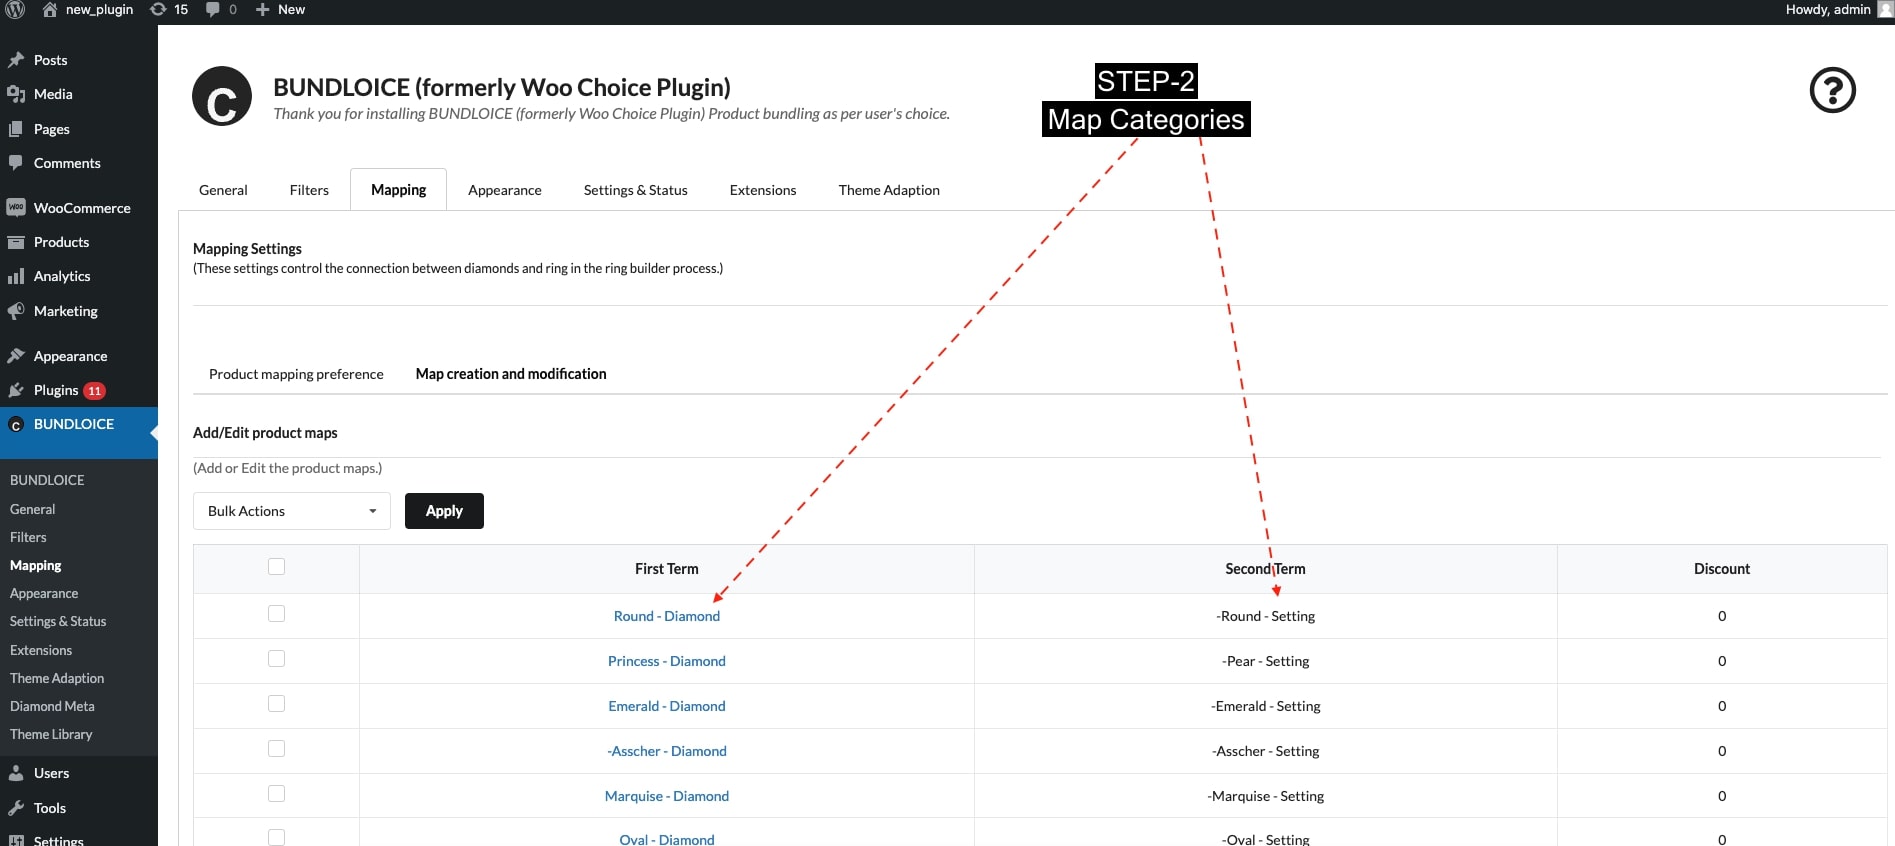 new_plugin 15 0 + New Howdy, admin
Posts
Media
Pages
Comments
WooCommerce
Products
Analytics
Marketing
Appearance
Plugins 11
BUNDLOICE
BUNDLOICE
General
Filters
Mapping
Appearance
Settings & Status
Extensions
Theme Adaption
Diamond Meta
Theme Library
Users
Tools
Settings
BUNDLOICE (formerly Woo Choice Plugin)
Thank you for installing BUNDLOICE (formerly Woo Choice Plugin) Product bundling as per user's choice.
STEP-2
Map Categories
General Filters Mapping Appearance Settings & Status Extensions Theme Adaption
Mapping Settings
(These settings control the connection between diamonds and ring in the ring builder process.)
Product mapping preference Map creation and modification
Add/Edit product maps
(Add or Edit the product maps.)
Bulk Actions Apply
First Term Second Term Discount
Round - Diamond -Round - Setting 0
Princess - Diamond -Pear - Setting 0
Emerald - Diamond -Emerald - Setting 0
-Asscher - Diamond -Asscher - Setting 0
Marquise - Diamond -Marquise - Setting 0
Oval - Diamond -Oval - Setting 0